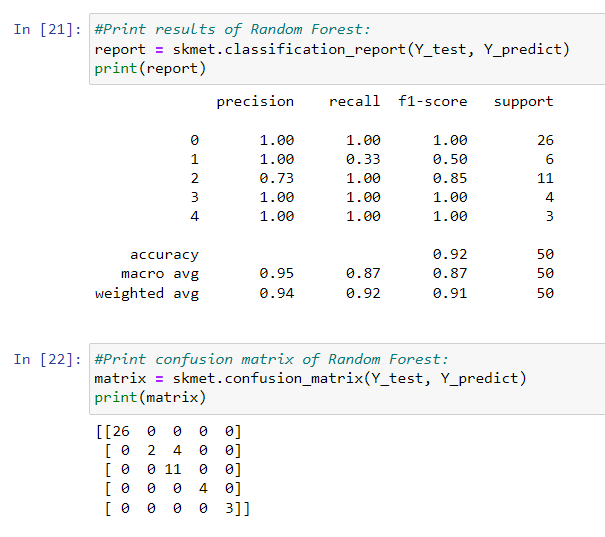 In [21]: #Print results of Random Forest:
report = skmet.classification_report(Y_test, Y_predict)
print(report)
precision recall f1-score support
0 1.00 1.00 1.00 26
1 1.00 0.33 0.50 6
2 0.73 1.00 0.85 11
3 1.00 1.00 1.00 4
4 1.00 1.00 1.00 3
accuracy 0.92 50
macro avg 0.95 0.87 0.87 50
weighted avg 0.94 0.92 0.91 50
In [22]: #Print confusion matrix of Random Forest:
matrix = skmet.confusion_matrix(Y_test, Y_predict)
print(matrix)
[[26 0 0 0 0]
[ 0 2 4 0 0]
[ 0 0 11 0 0]
[ 0 0 0 4 0]
[ 0 0 0 0 3]]